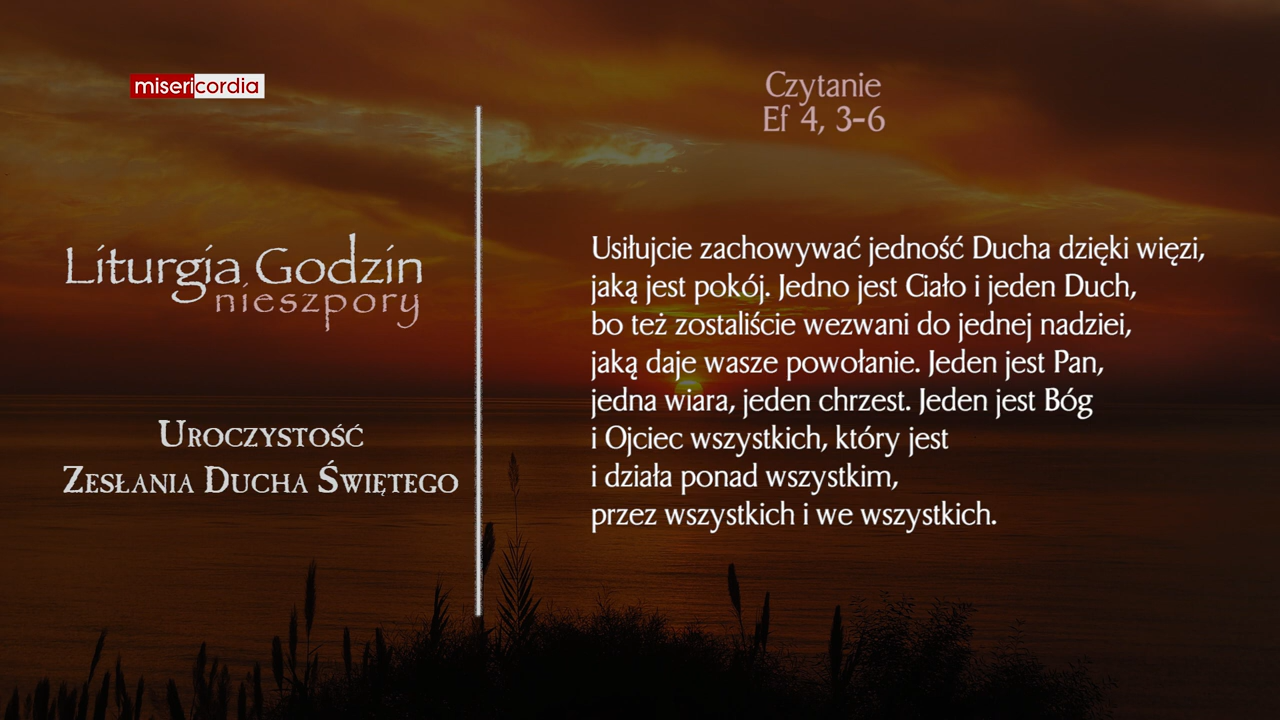 misericordia
Liturgia Godzin
nieszpory
Uroczystość
Zesłania Ducha Świętego
Czytanie
Ef 4, 3-6
Usiłujcie zachowywać jedność Ducha dzięki więzi,
jaką jest pokój. Jedno jest Ciało i jeden Duch,
bo też zostaliście wezwani do jednej nadziei,
jaką daje wasze powołanie. Jeden jest Pan,
jedna wiara, jeden chrzest. Jeden jest Bóg
i Ojciec wszystkich, który jest
i działa ponad wszystkim,
przez wszystkich i we wszystkich.